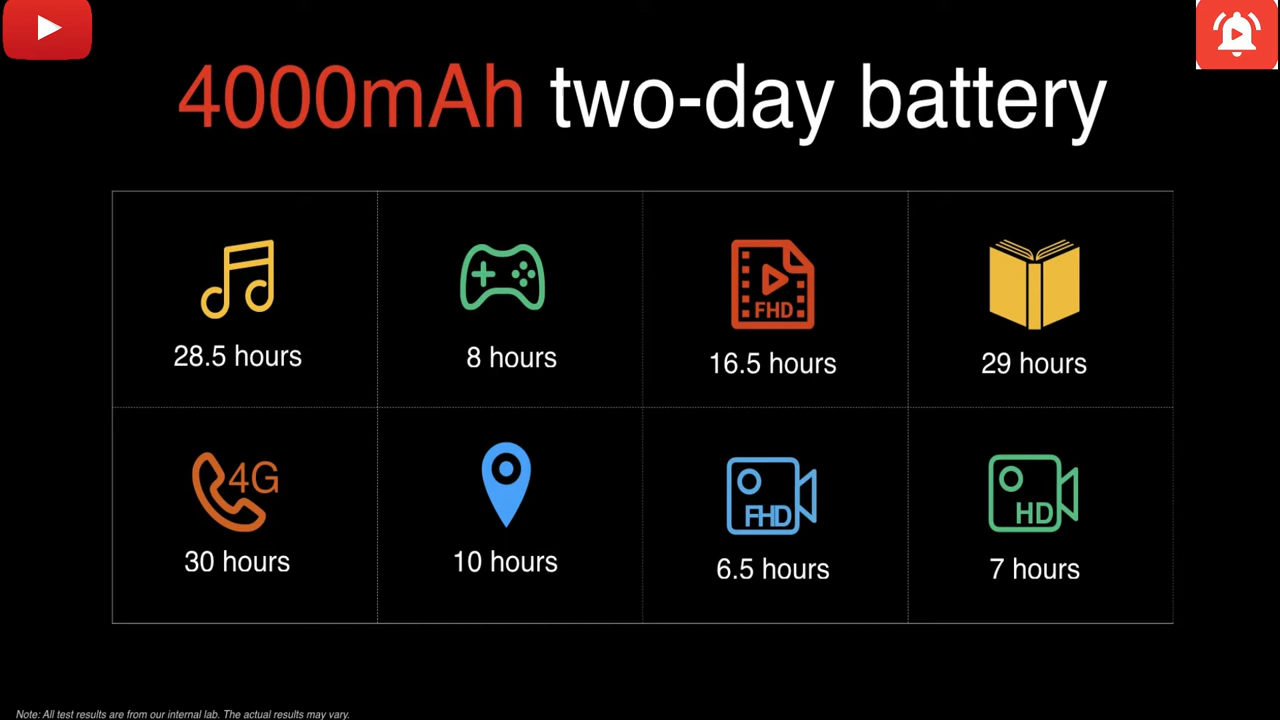 4000mAh two-day battery
28.5 hours
8 hours
FHD
16.5 hours
29 hours
4G
30 hours
10 hours
FHD
6.5 hours
HD
7 hours
Note: All test results are from our internal lab. The actual results may vary.